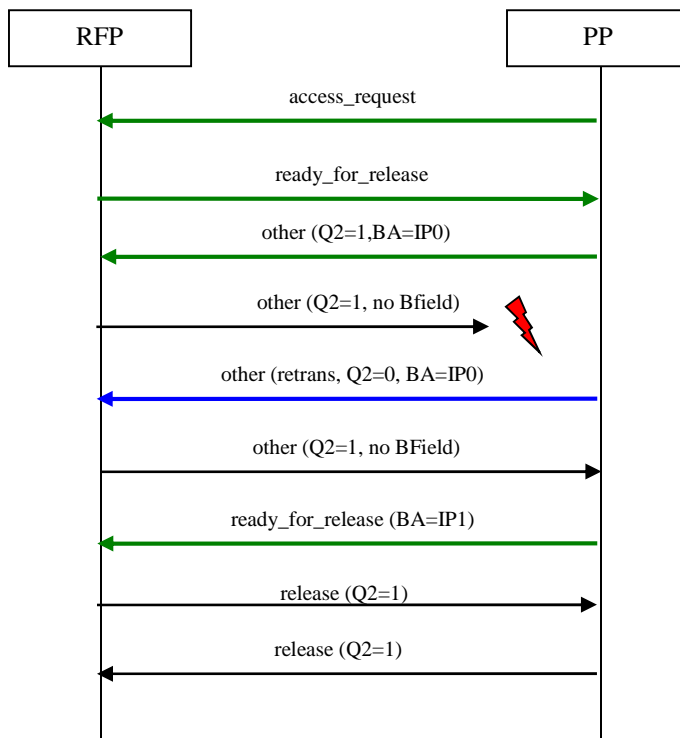 RFP
PP
access_request
ready_for_release
other (Q2=1,BA=IP0)
other (Q2=1, no Bfield)
other (retrans, Q2=0, BA=IP0)
other (Q2=1, no BField)
ready_for_release (BA=IP1)
release (Q2=1)
release (Q2=1)